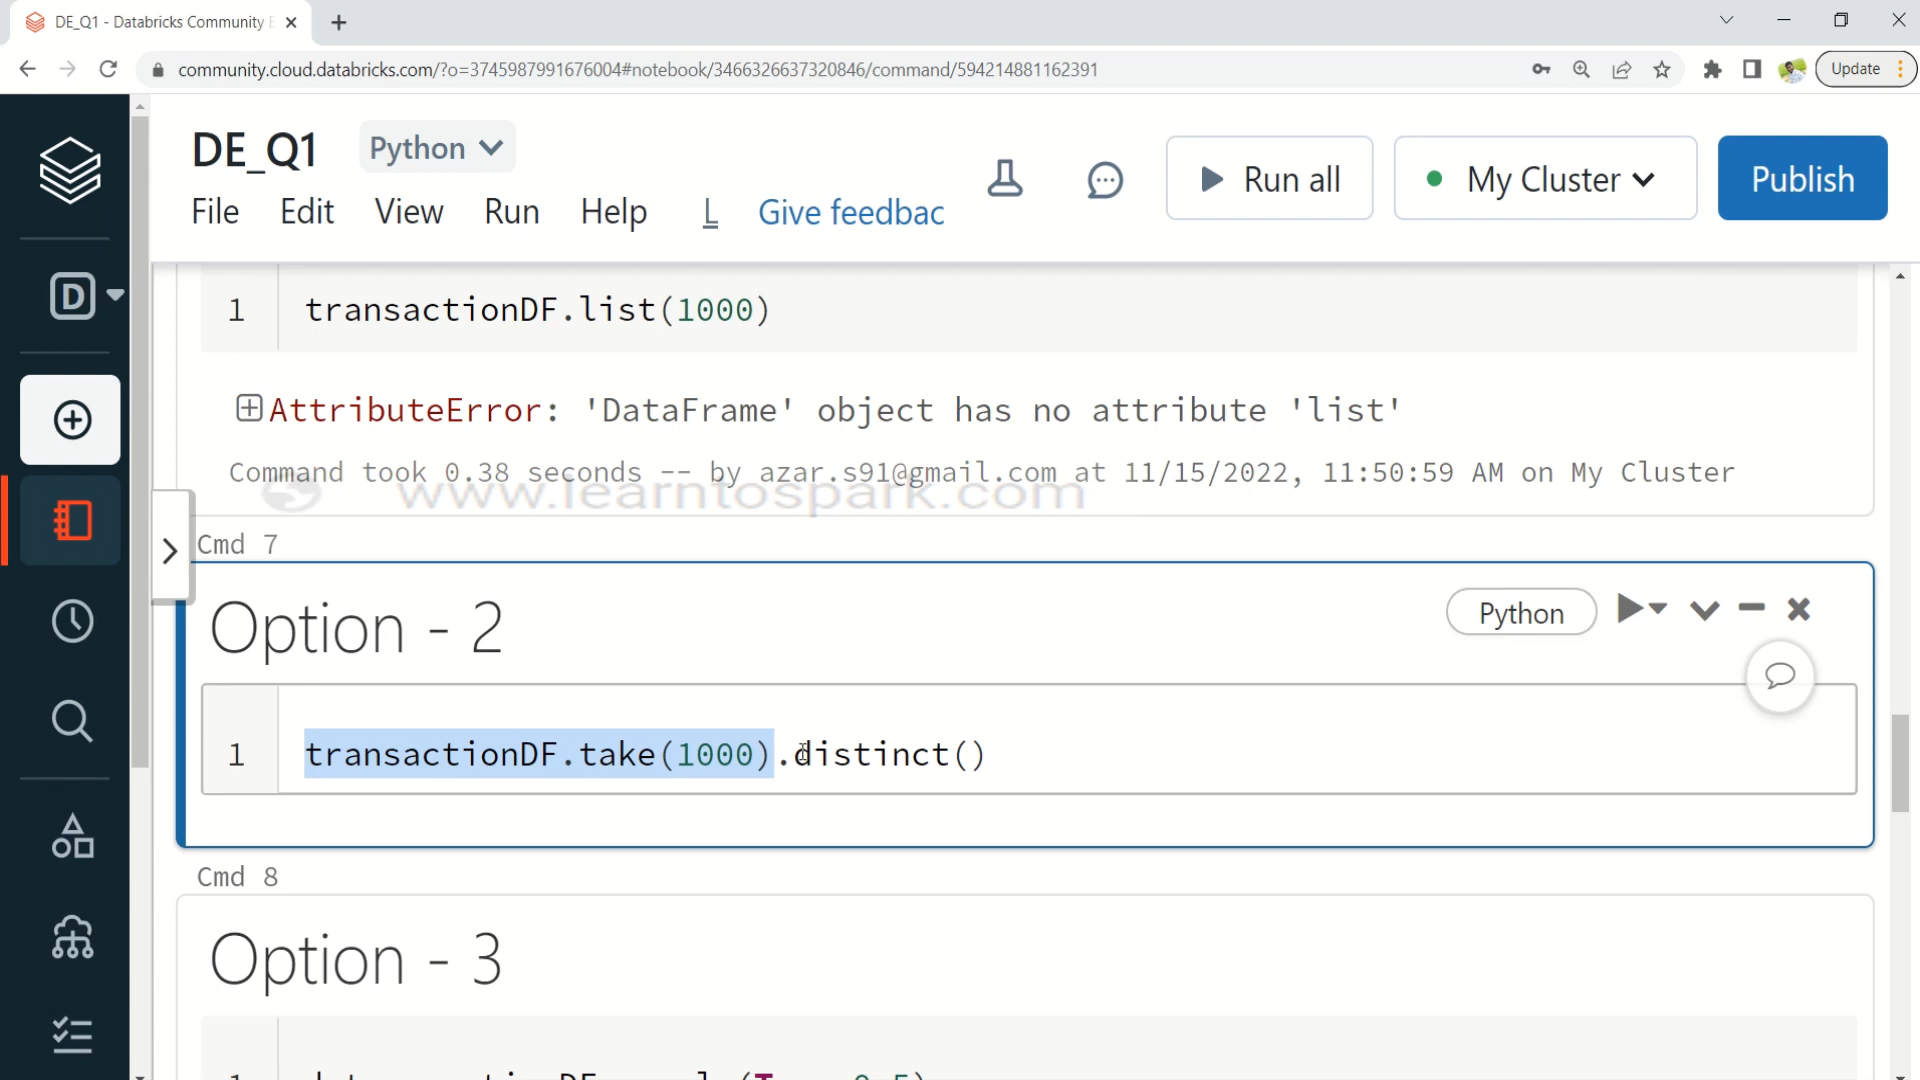 DE_Q1 - Databricks Community E
community.cloud.databricks.com/?o=3745987991676004#notebook/3466326637320846/command/594214881162391
Update
DE_Q1
Python
Run all
My Cluster
Publish
File Edit View Run Help L Give feedbac
D
1 transactionDF.list(1000)
AttributeError: 'DataFrame' object has no attribute 'list'
Command took 0.38 seconds -- by azar.s91@gmail.com at 11/15/2022, 11:50:59 AM on My Cluster
www.learntospark.com
Cmd 7
Option - 2
Python
1 transactionDF.take(1000).distinct()
Cmd 8
Option - 3